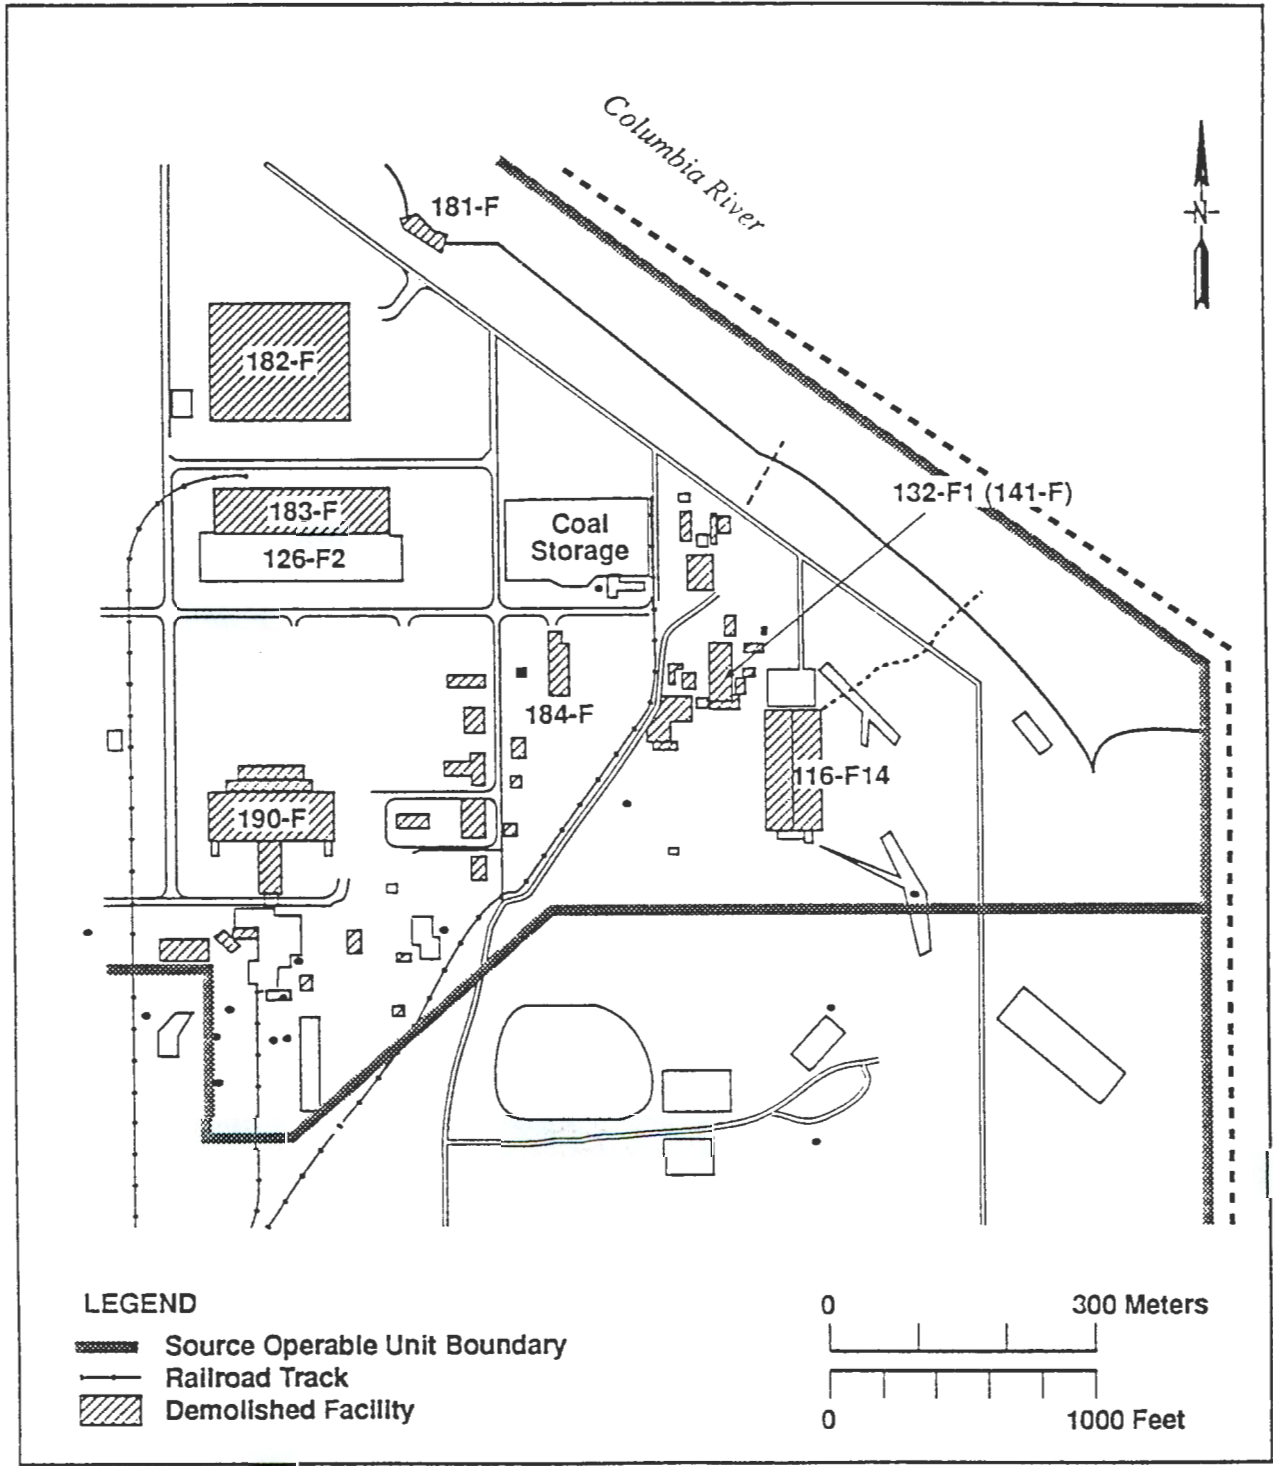 Columbia River
181-F
N
182-F
132-F1 (141-F)
183-F
Coal
Storage
126-F2
184-F
116-F14
190-F
LEGEND
Source Operable Unit Boundary
Railroad Track
Demolished Facility
0 300 Meters
0 1000 Feet